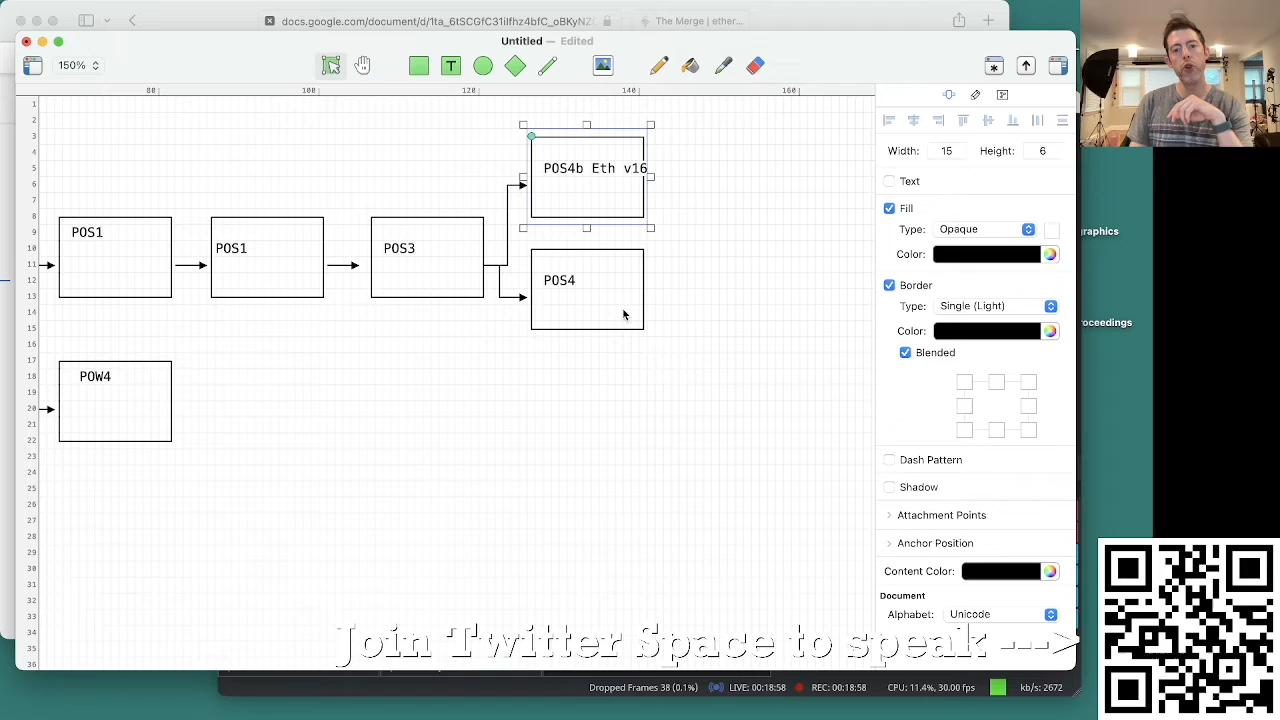 docs.google.com/document/d/1ta_6tSCGfC31iIfhz4bfC_oBKyNZC
The Merge | ether...
Untitled — Edited
150%
80
100
120
140
160
1
2
3
4
5
6
7
8
9
10
11
12
13
14
15
16
17
18
19
20
21
22
23
24
25
26
27
28
29
30
31
32
33
34
35
36
POS4b Eth v16
POS1
POS1
POS3
POS4
POW4
Width: 15 Height: 6
Text
Fill
Type: Opaque
Color:
Border
Type: Single (Light)
Color:
Blended
Dash Pattern
Shadow
Attachment Points
Anchor Position
Content Color:
Document
Alphabet: Unicode
graphics
roceedings
Join Twitter Space to speak --->
Dropped Frames 38 (0.1%) LIVE: 00:18:58 REC: 00:18:58 CPU: 11.4%, 30.00 fps kb/s: 2672